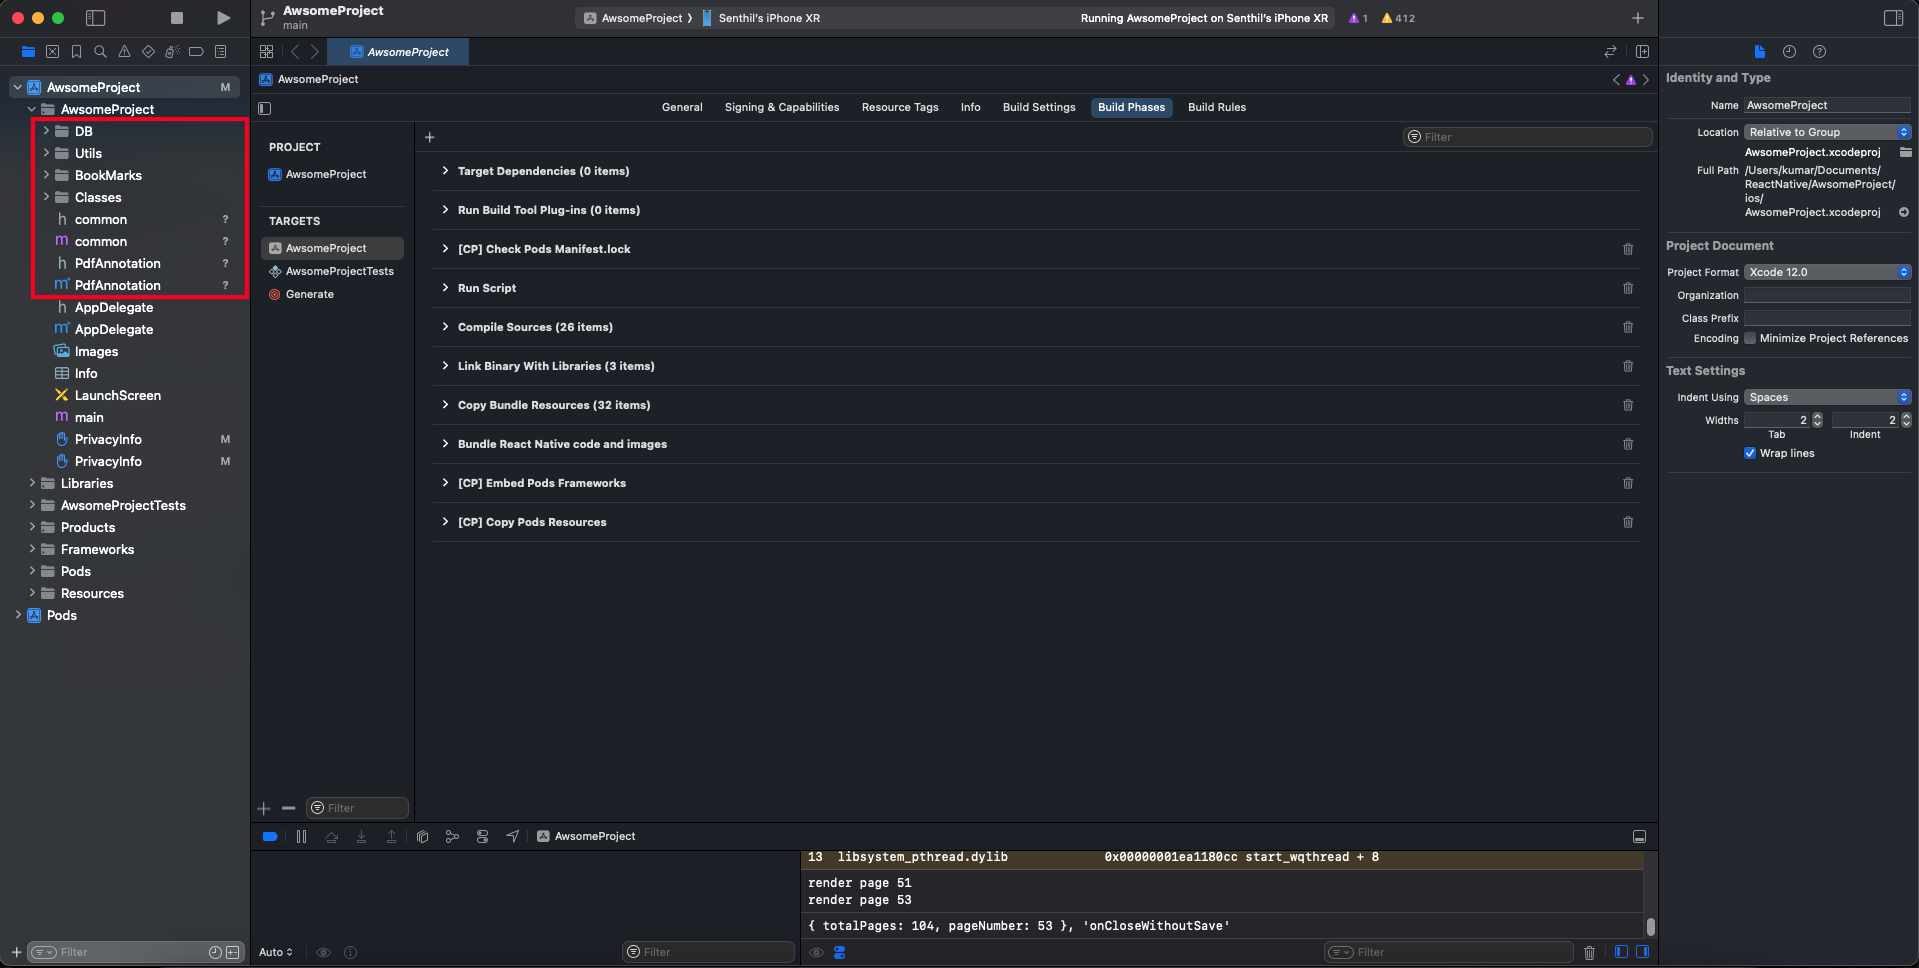 AwsomeProject
main
AwsomeProject
Senthil's iPhone XR
Running AwsomeProject on Senthil's iPhone XR
1
412
AwsomeProject
AwsomeProject
AwsomeProject M
AwsomeProject
DB
Utils
BookMarks
Classes
h common ?
m common ?
h PdfAnnotation ?
m PdfAnnotation ?
h AppDelegate
m AppDelegate
Images
Info
LaunchScreen
m main
PrivacyInfo M
PrivacyInfo M
Libraries
AwsomeProjectTests
Products
Frameworks
Pods
Resources
Pods
Filter
General Signing & Capabilities Resource Tags Info Build Settings Build Phases Build Rules
PROJECT
AwsomeProject
TARGETS
AwsomeProject
AwsomeProjectTests
Generate
Filter
Filter
Target Dependencies (0 items)
Run Build Tool Plug-ins (0 items)
[CP] Check Pods Manifest.lock
Run Script
Compile Sources (26 items)
Link Binary With Libraries (3 items)
Copy Bundle Resources (32 items)
Bundle React Native code and images
[CP] Embed Pods Frameworks
[CP] Copy Pods Resources
AwsomeProject
13 libsystem_pthread.dylib 0x00000001ea1180cc start_wqthread + 8
render page 51
render page 53
{ totalPages: 104, pageNumber: 53 }, 'onCloseWithoutSave'
Auto
Filter
Filter
Identity and Type
Name AwsomeProject
Location Relative to Group
AwsomeProject.xcodeproj
Full Path /Users/kumar/Documents/
ReactNative/AwsomeProject/
ios/
AwsomeProject.xcodeproj
Project Document
Project Format Xcode 12.0
Organization
Class Prefix
Encoding Minimize Project References
Text Settings
Indent Using Spaces
Widths 2 2
Tab Indent
Wrap lines